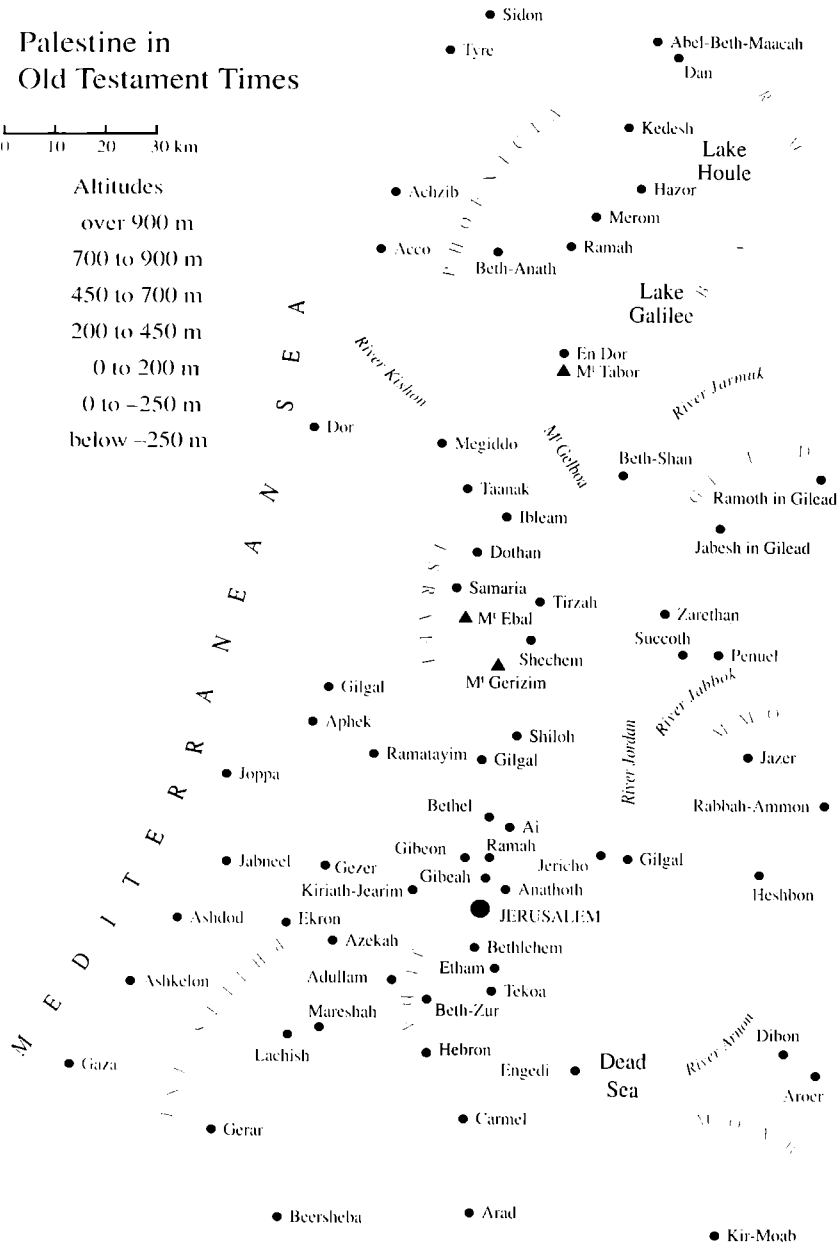 Palestine in
Old Testament Times
0 10 20 30 km
Altitudes
over 900 m
700 to 900 m
450 to 700 m
200 to 450 m
0 to 200 m
0 to –250 m
below –250 m
MEDITERRANEAN SEA
Sidon
Tyre
Abel-Beth-Maacah
Dan
Kedesh
Lake
Houle
Achzib
Hazor
Merom
Acco
Beth-Anath
Ramah
Lake
Galilee
River Kishon
En Dor
Mt Tabor
River Jarmuk
Dor
Megiddo
Mt Gelboa
Beth-Shan
Ramoth in Gilead
Taanak
Ibleam
Jabesh in Gilead
Dothan
Samaria
Tirzah
Mt Ebal
Zarethan
Shechem
Succoth
Penuel
Mt Gerizim
Gilgal
River Jabbok
Aphek
Shiloh
Ramatayim
Gilgal
River Jordan
Jazer
Joppa
Rabbah-Ammon
Bethel
Ai
Gibeon
Ramah
Jericho
Gilgal
Jabneel
Gezer
Gibeah
Heshbon
Kiriath-Jearim
Anathoth
JERUSALEM
Ashdod
Ekron
Azekah
Bethlehem
Etham
Ashkelon
Adullam
Tekoa
Beth-Zur
Mareshah
Lachish
Hebron
Gaza
Engedi
Dead
Sea
River Arnon
Dibon
Aroer
Gerar
Carmel
Beersheba
Arad
Kir-Moab